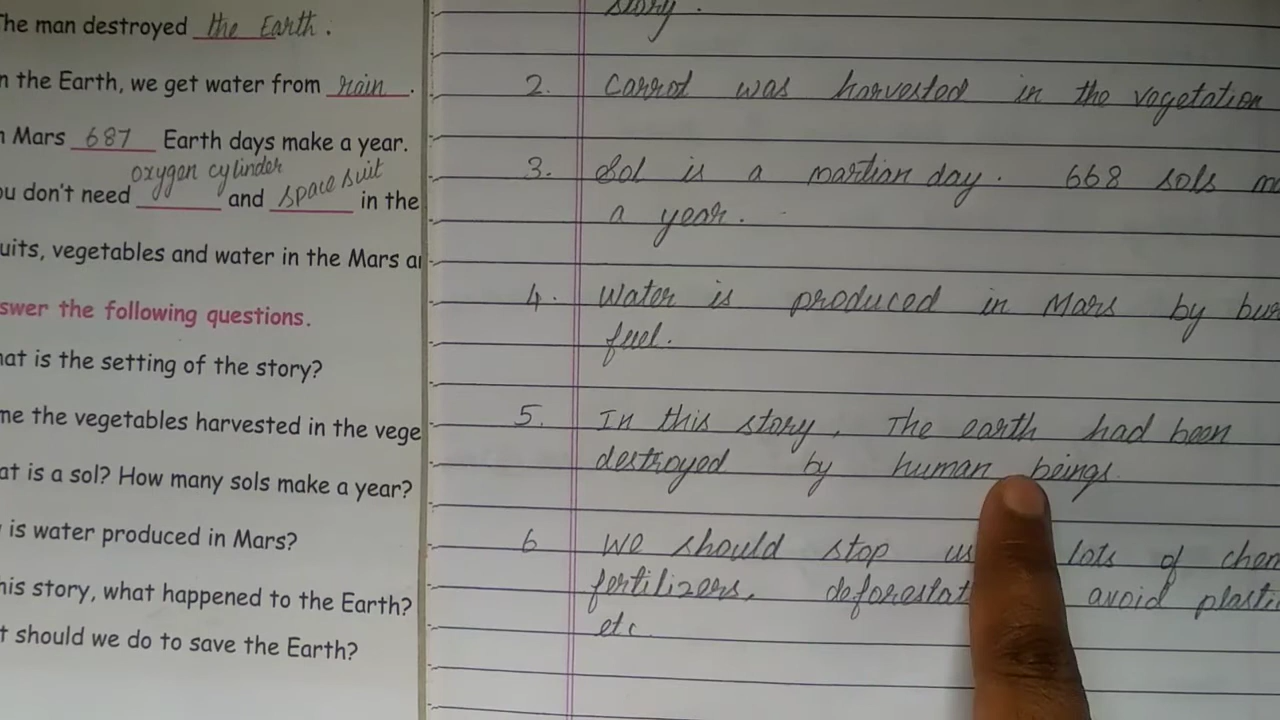 The man destroyed the Earth.
n the Earth, we get water from rain.
n Mars 687 Earth days make a year.
oxygen cylinder
ou don't need and space suit in the
uits, vegetables and water in the Mars
swer the following questions.
hat is the setting of the story?
me the vegetables harvested in the vege
at is a sol? How many sols make a year?
is water produced in Mars?
his story, what happened to the Earth?
t should we do to save the Earth?
story.
2. Carrot was harvested in the vegetation
3. Sol is a martian day. 668 sols
a year.
4. Water is produced in Mars by
fuel.
5. In this story, The earth had been
destroyed by human beings.
6 We should stop us lots of
fertilizers, deforestat avoid
etc